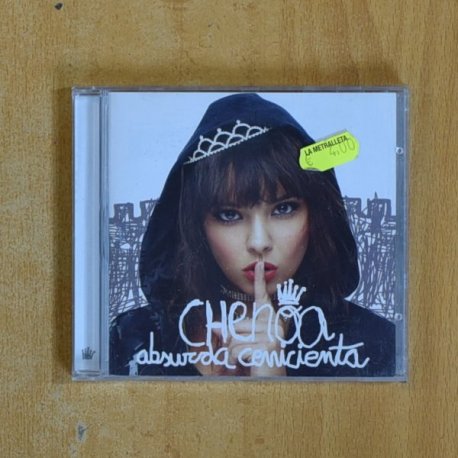 LA METRALLETA
€ 4,00
CHENOA
absurda cenicienta